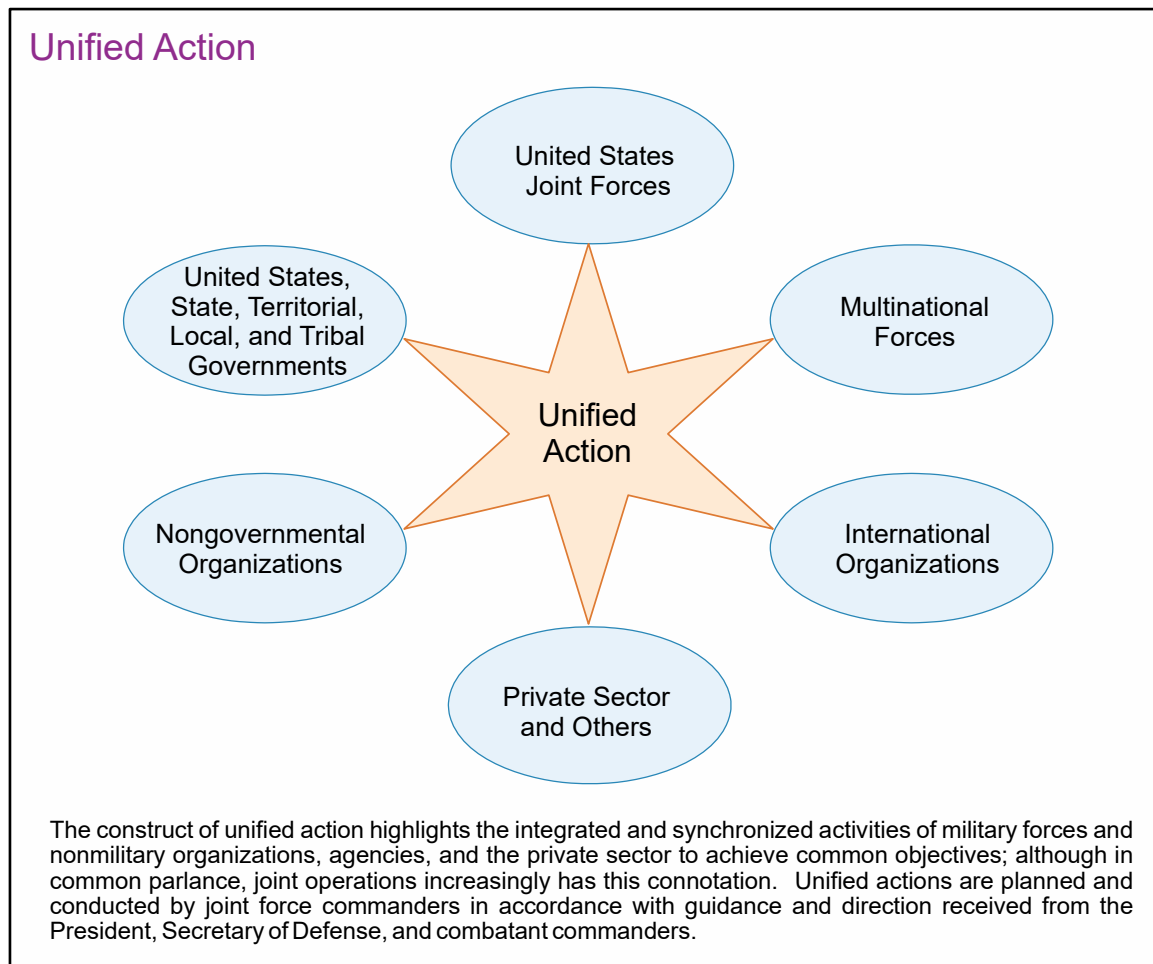 Unified Action
United States
Joint Forces
United States,
State, Territorial,
Local, and Tribal
Governments
Multinational
Forces
Unified
Action
Nongovernmental
Organizations
International
Organizations
Private Sector
and Others
The construct of unified action highlights the integrated and synchronized activities of military forces and
nonmilitary organizations, agencies, and the private sector to achieve common objectives; although in
common parlance, joint operations increasingly has this connotation. Unified actions are planned and
conducted by joint force commanders in accordance with guidance and direction received from the
President, Secretary of Defense, and combatant commanders.